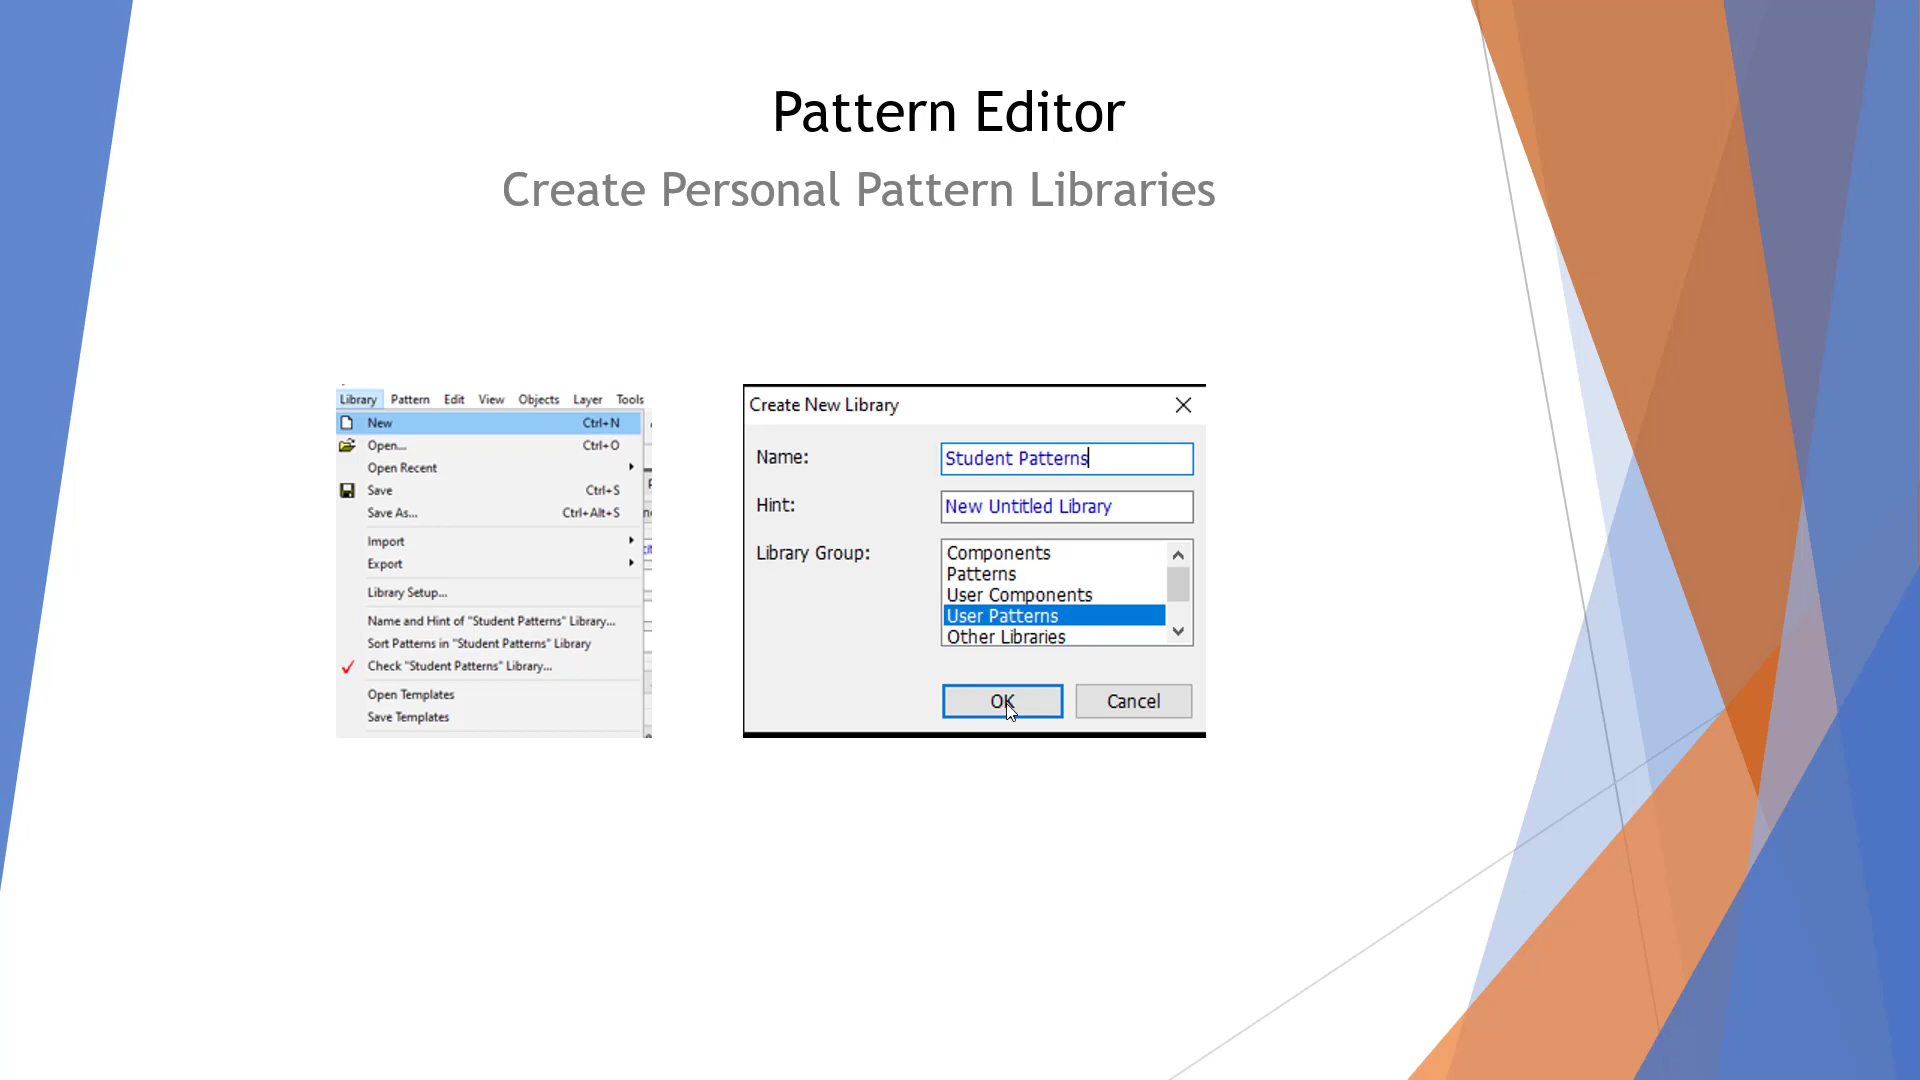 Pattern Editor
Create Personal Pattern Libraries
Library Pattern Edit View Objects Layer Tools
New Ctrl+N
Open... Ctrl+O
Open Recent
Save Ctrl+S
Save As... Ctrl+Alt+S
Import
Export
Library Setup...
Name and Hint of "Student Patterns" Library...
Sort Patterns in "Student Patterns" Library
Check "Student Patterns" Library...
Open Templates
Save Templates
Create New Library
Name: Student Patterns
Hint: New Untitled Library
Library Group: Components
Patterns
User Components
User Patterns
Other Libraries
OK Cancel